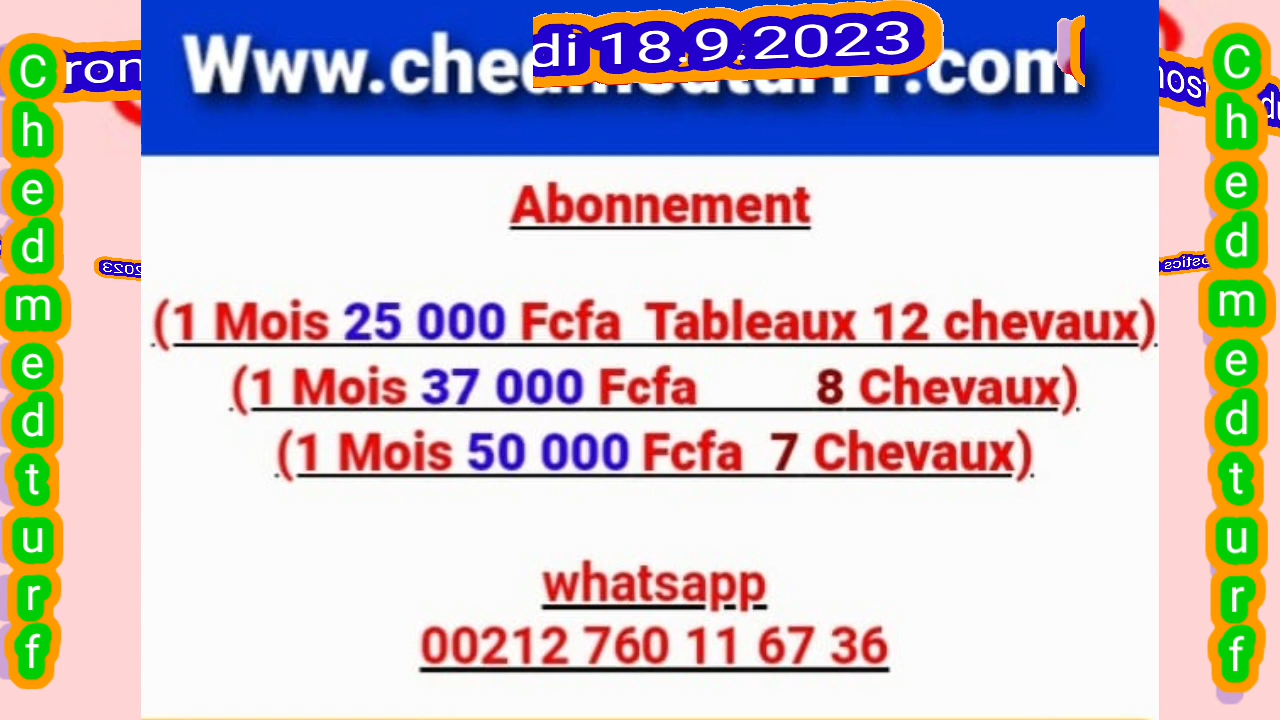 di 18.9.2023
Abonnement
(1 Mois 25 000 Fcfa Tableaux 12 chevaux)
(1 Mois 37 000 Fcfa 8 Chevaux)
(1 Mois 50 000 Fcfa 7 Chevaux)
whatsapp
00212 760 11 67 36
Chedmedturf
Chedmedturf